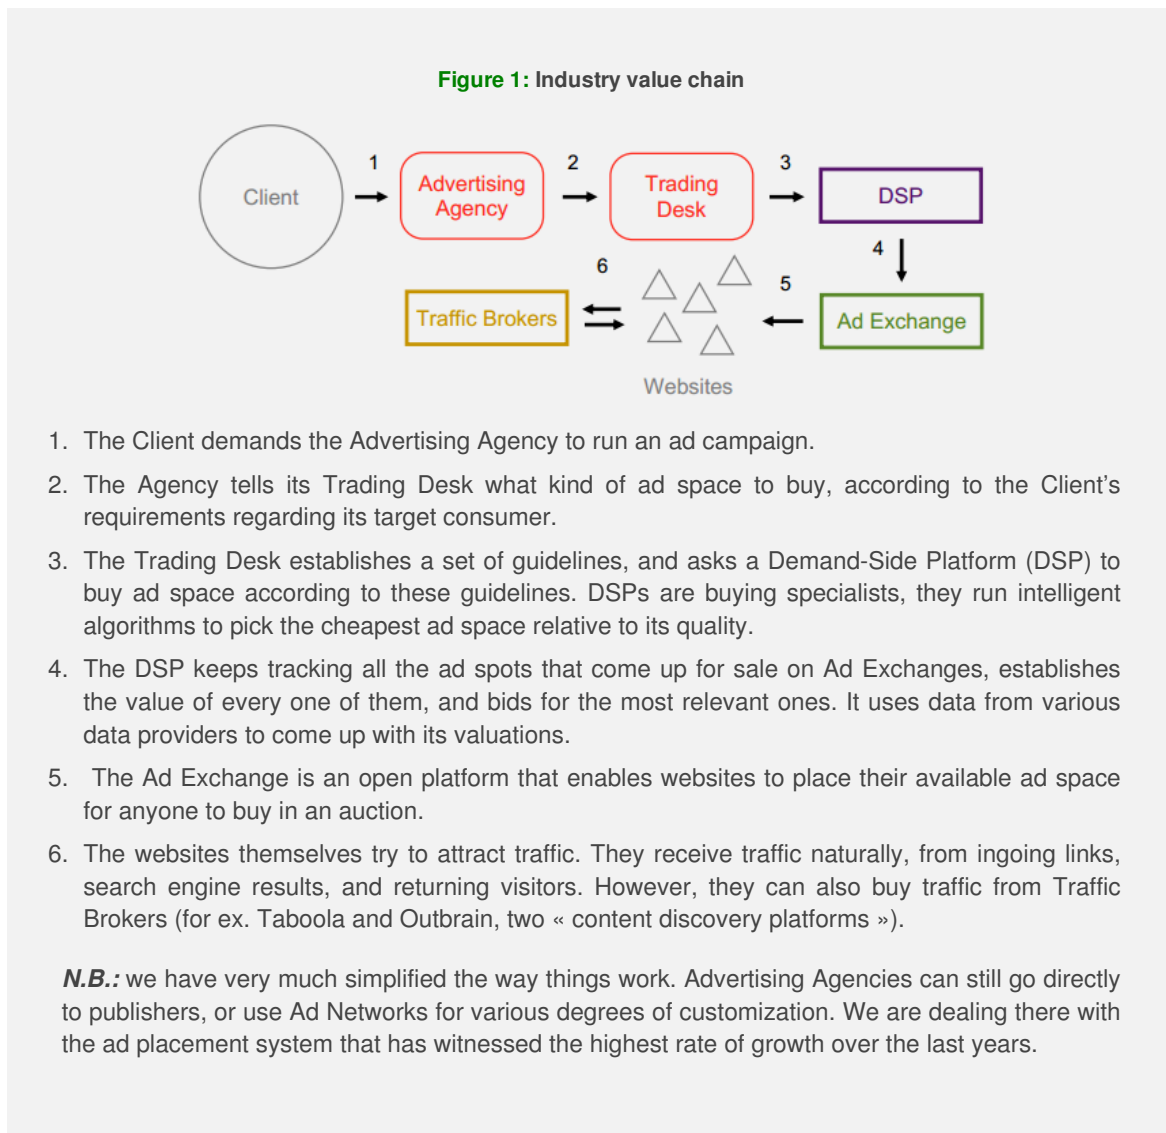 Figure 1: Industry value chain
1
2
3
Client
Advertising
Agency
Trading
Desk
DSP
4
6
5
Traffic Brokers
Ad Exchange
Websites
1. The Client demands the Advertising Agency to run an ad campaign.
2. The Agency tells its Trading Desk what kind of ad space to buy, according to the Client’s
requirements regarding its target consumer.
3. The Trading Desk establishes a set of guidelines, and asks a Demand-Side Platform (DSP) to
buy ad space according to these guidelines. DSPs are buying specialists, they run intelligent
algorithms to pick the cheapest ad space relative to its quality.
4. The DSP keeps tracking all the ad spots that come up for sale on Ad Exchanges, establishes
the value of every one of them, and bids for the most relevant ones. It uses data from various
data providers to come up with its valuations.
5. The Ad Exchange is an open platform that enables websites to place their available ad space
for anyone to buy in an auction.
6. The websites themselves try to attract traffic. They receive traffic naturally, from ingoing links,
search engine results, and returning visitors. However, they can also buy traffic from Traffic
Brokers (for ex. Taboola and Outbrain, two « content discovery platforms »).
N.B.: we have very much simplified the way things work. Advertising Agencies can still go directly
to publishers, or use Ad Networks for various degrees of customization. We are dealing there with
the ad placement system that has witnessed the highest rate of growth over the last years.